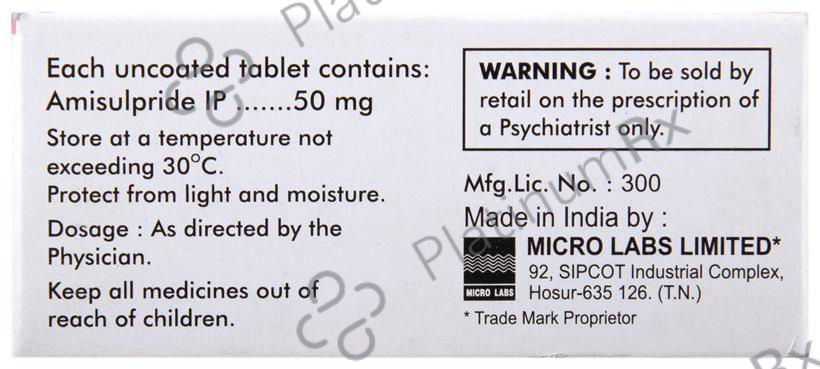 Each uncoated tablet contains:
Amisulpride IP .......50 mg
Store at a temperature not
exceeding 30°C.
Protect from light and moisture.
Dosage : As directed by the
Physician.
Keep all medicines out of
reach of children.
WARNING : To be sold by
retail on the prescription of
a Psychiatrist only.
Mfg.Lic. No. : 300
Made in India by :
MICRO LABS
MICRO LABS LIMITED*
92, SIPCOT Industrial Complex,
Hosur-635 126. (T.N.)
* Trade Mark Proprietor
PlatinumRx
PlatinumRx
Rx